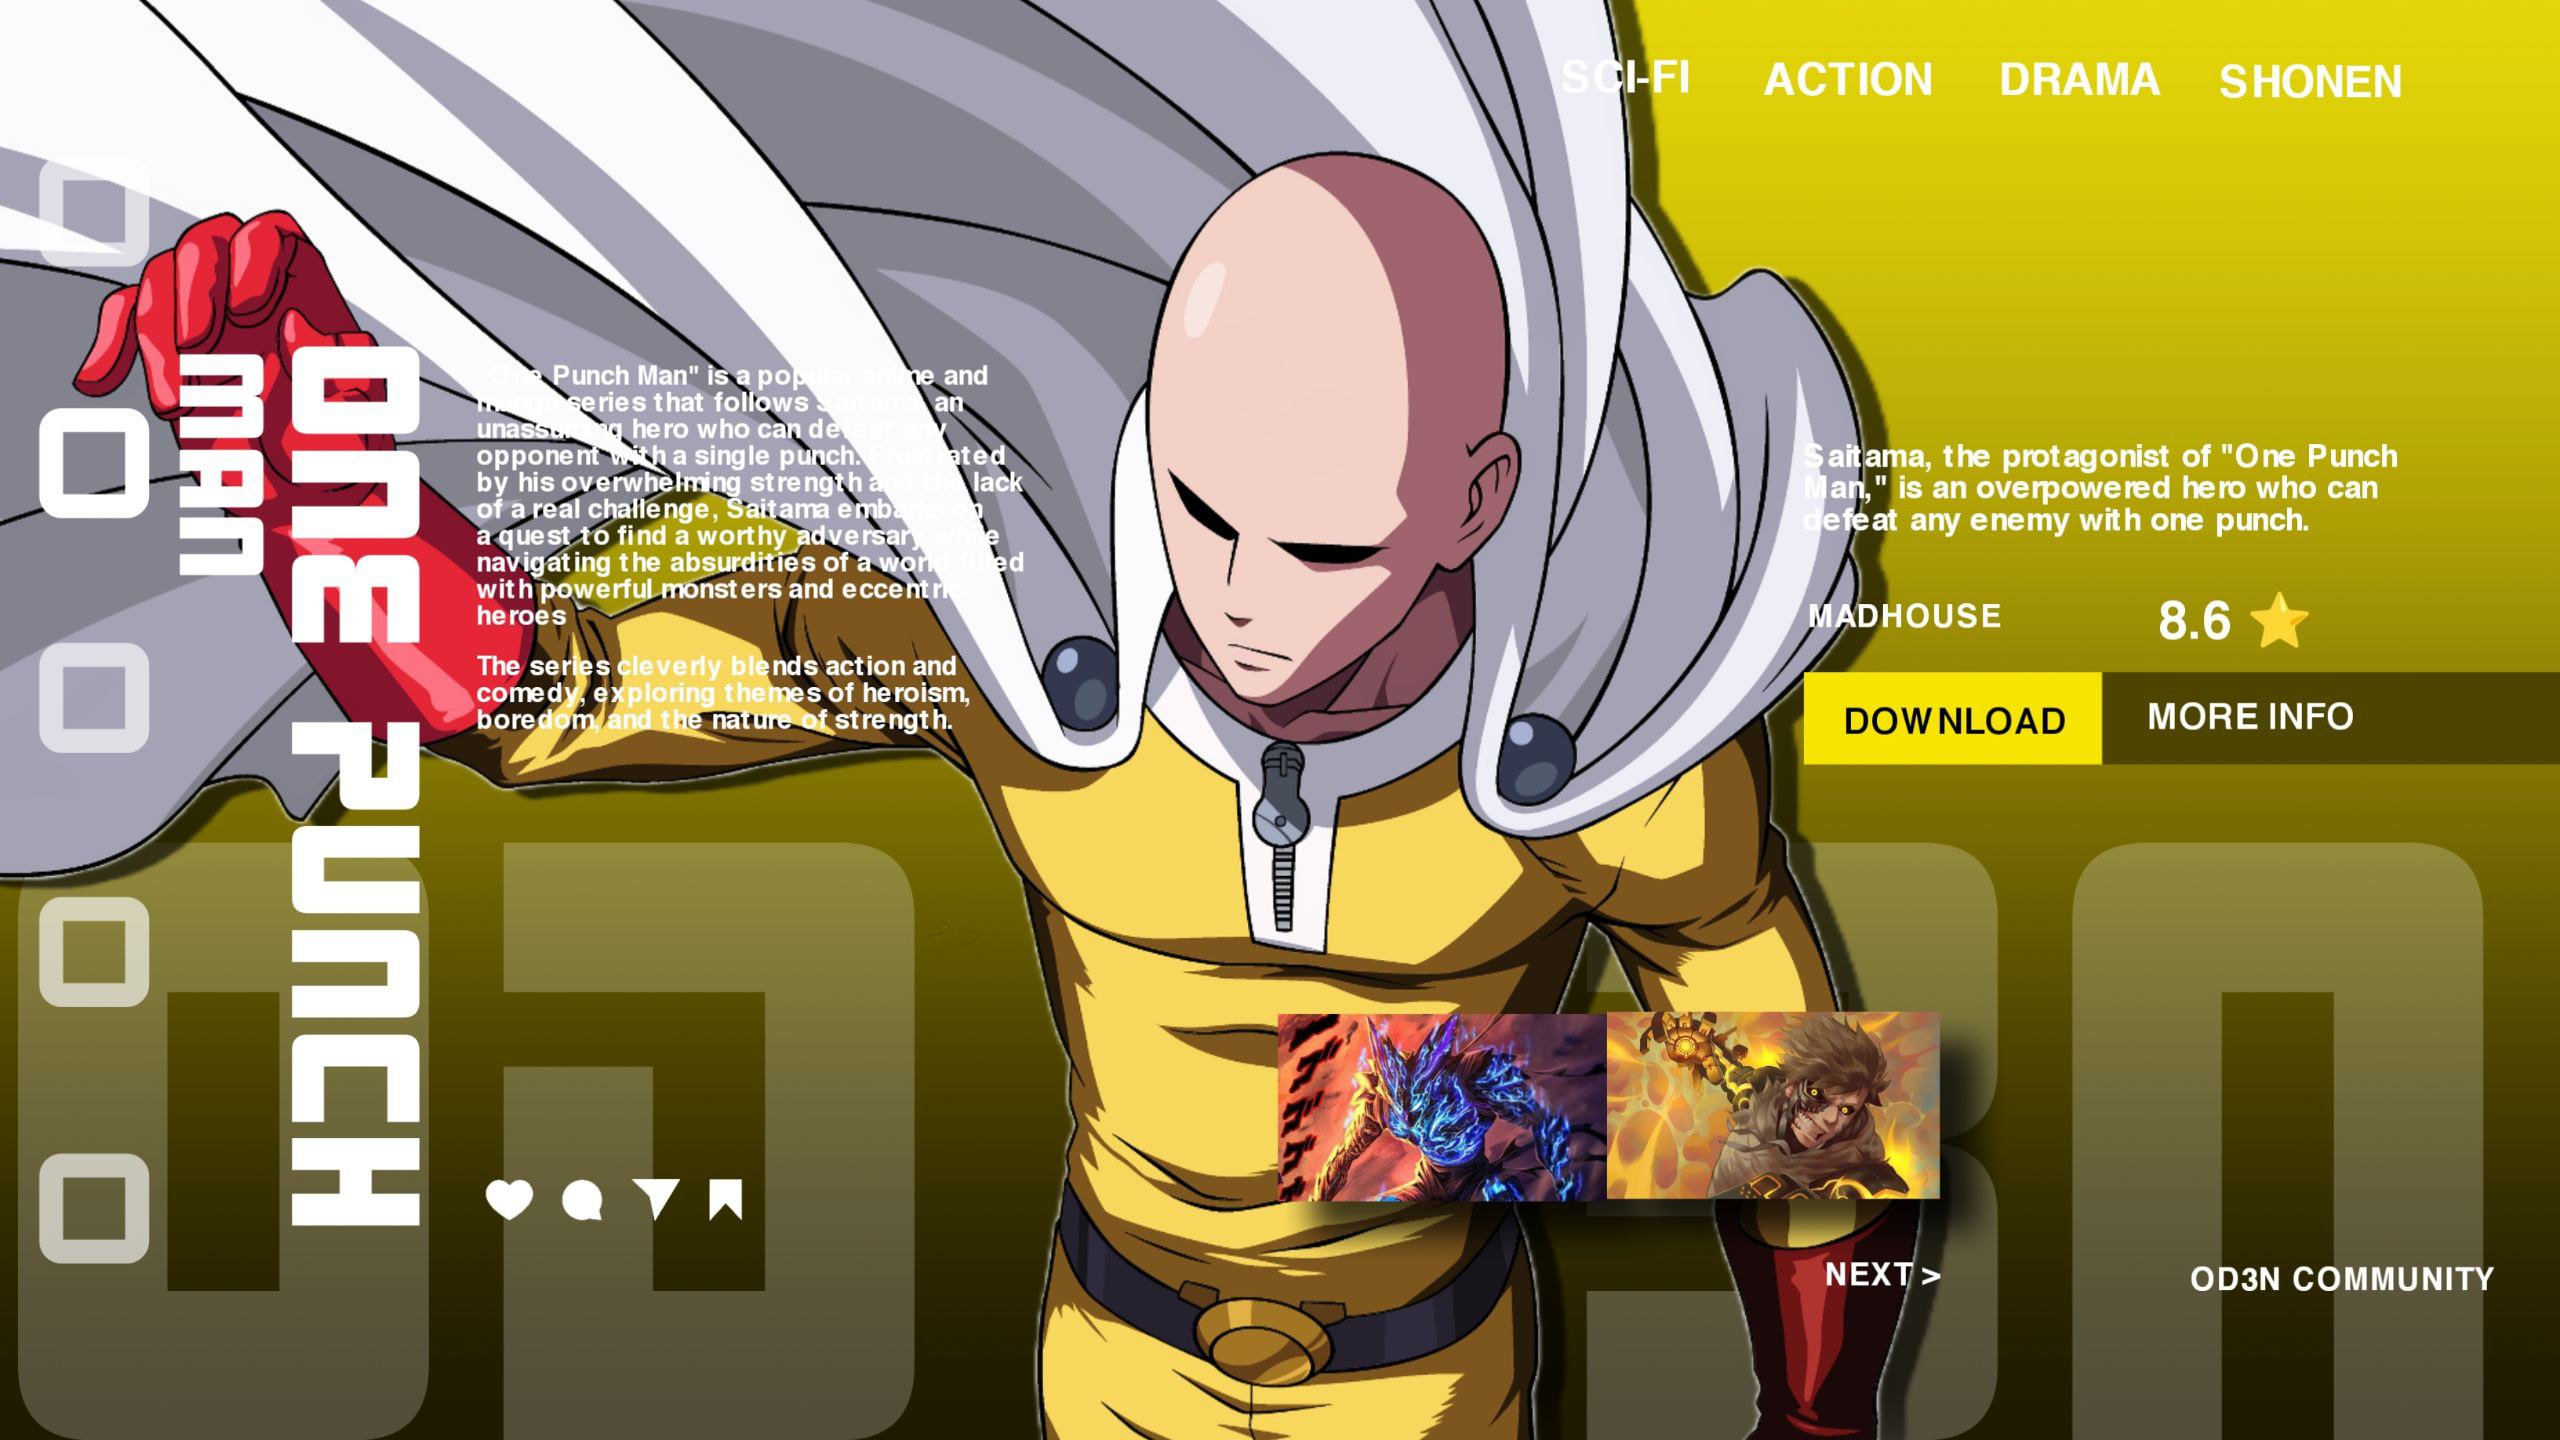 SCI-FI ACTION DRAMA SHONEN
ONE PUNCH
MAN
"One Punch Man" is a popular anime and
manga series that follows Saitama, an
unassuming hero who can defeat any
opponent with a single punch. Frustrated
by his overwhelming strength and the lack
of a real challenge, Saitama embarks on
a quest to find a worthy adversary while
navigating the absurdities of a world filled
with powerful monsters and eccentric
heroes
The series cleverly blends action and
comedy, exploring themes of heroism,
boredom, and the nature of strength.
Saitama, the protagonist of "One Punch
Man," is an overpowered hero who can
defeat any enemy with one punch.
MADHOUSE 8.6
DOWNLOAD MORE INFO
NEXT >
OD3N COMMUNITY